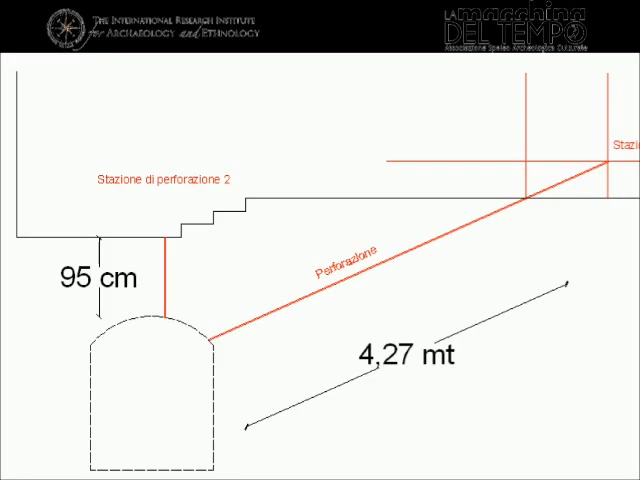 THE INTERNATIONAL RESEARCH INSTITUTE
for ARCHAEOLOGY and ETHNOLOGY
LA macchina
DEL TEMPO
Associazione Speleo Archeologica Culturale
Stazi
Stazione di perforazione 2
Perforazione
95 cm
4,27 mt